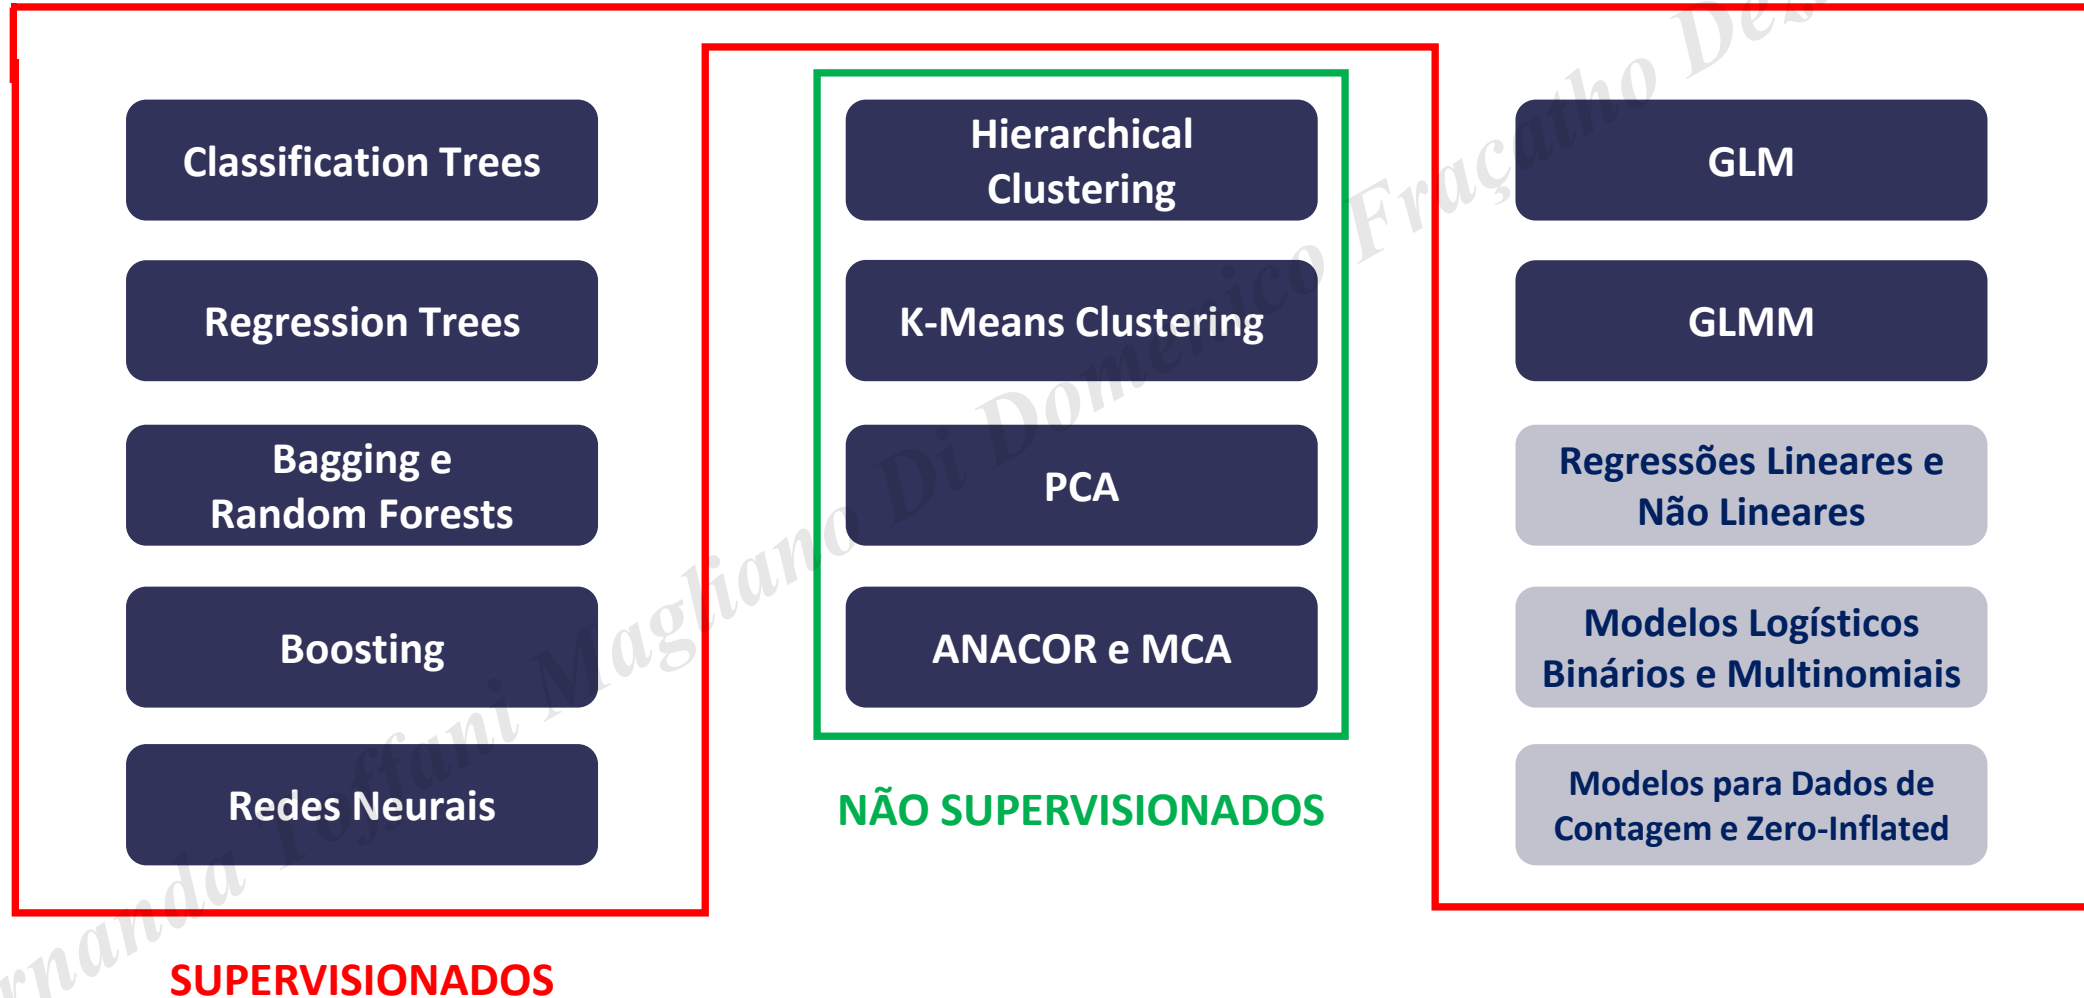 Classification Trees
Regression Trees
Bagging e
Random Forests
Boosting
Redes Neurais
SUPERVISIONADOS
Hierarchical
Clustering
K-Means Clustering
PCA
ANACOR e MCA
NÃO SUPERVISIONADOS
GLM
GLMM
Regressões Lineares e
Não Lineares
Modelos Logísticos
Binários e Multinomiais
Modelos para Dados de
Contagem e Zero-Inflated
Toffani Magliano Di Domenico Fraçatho